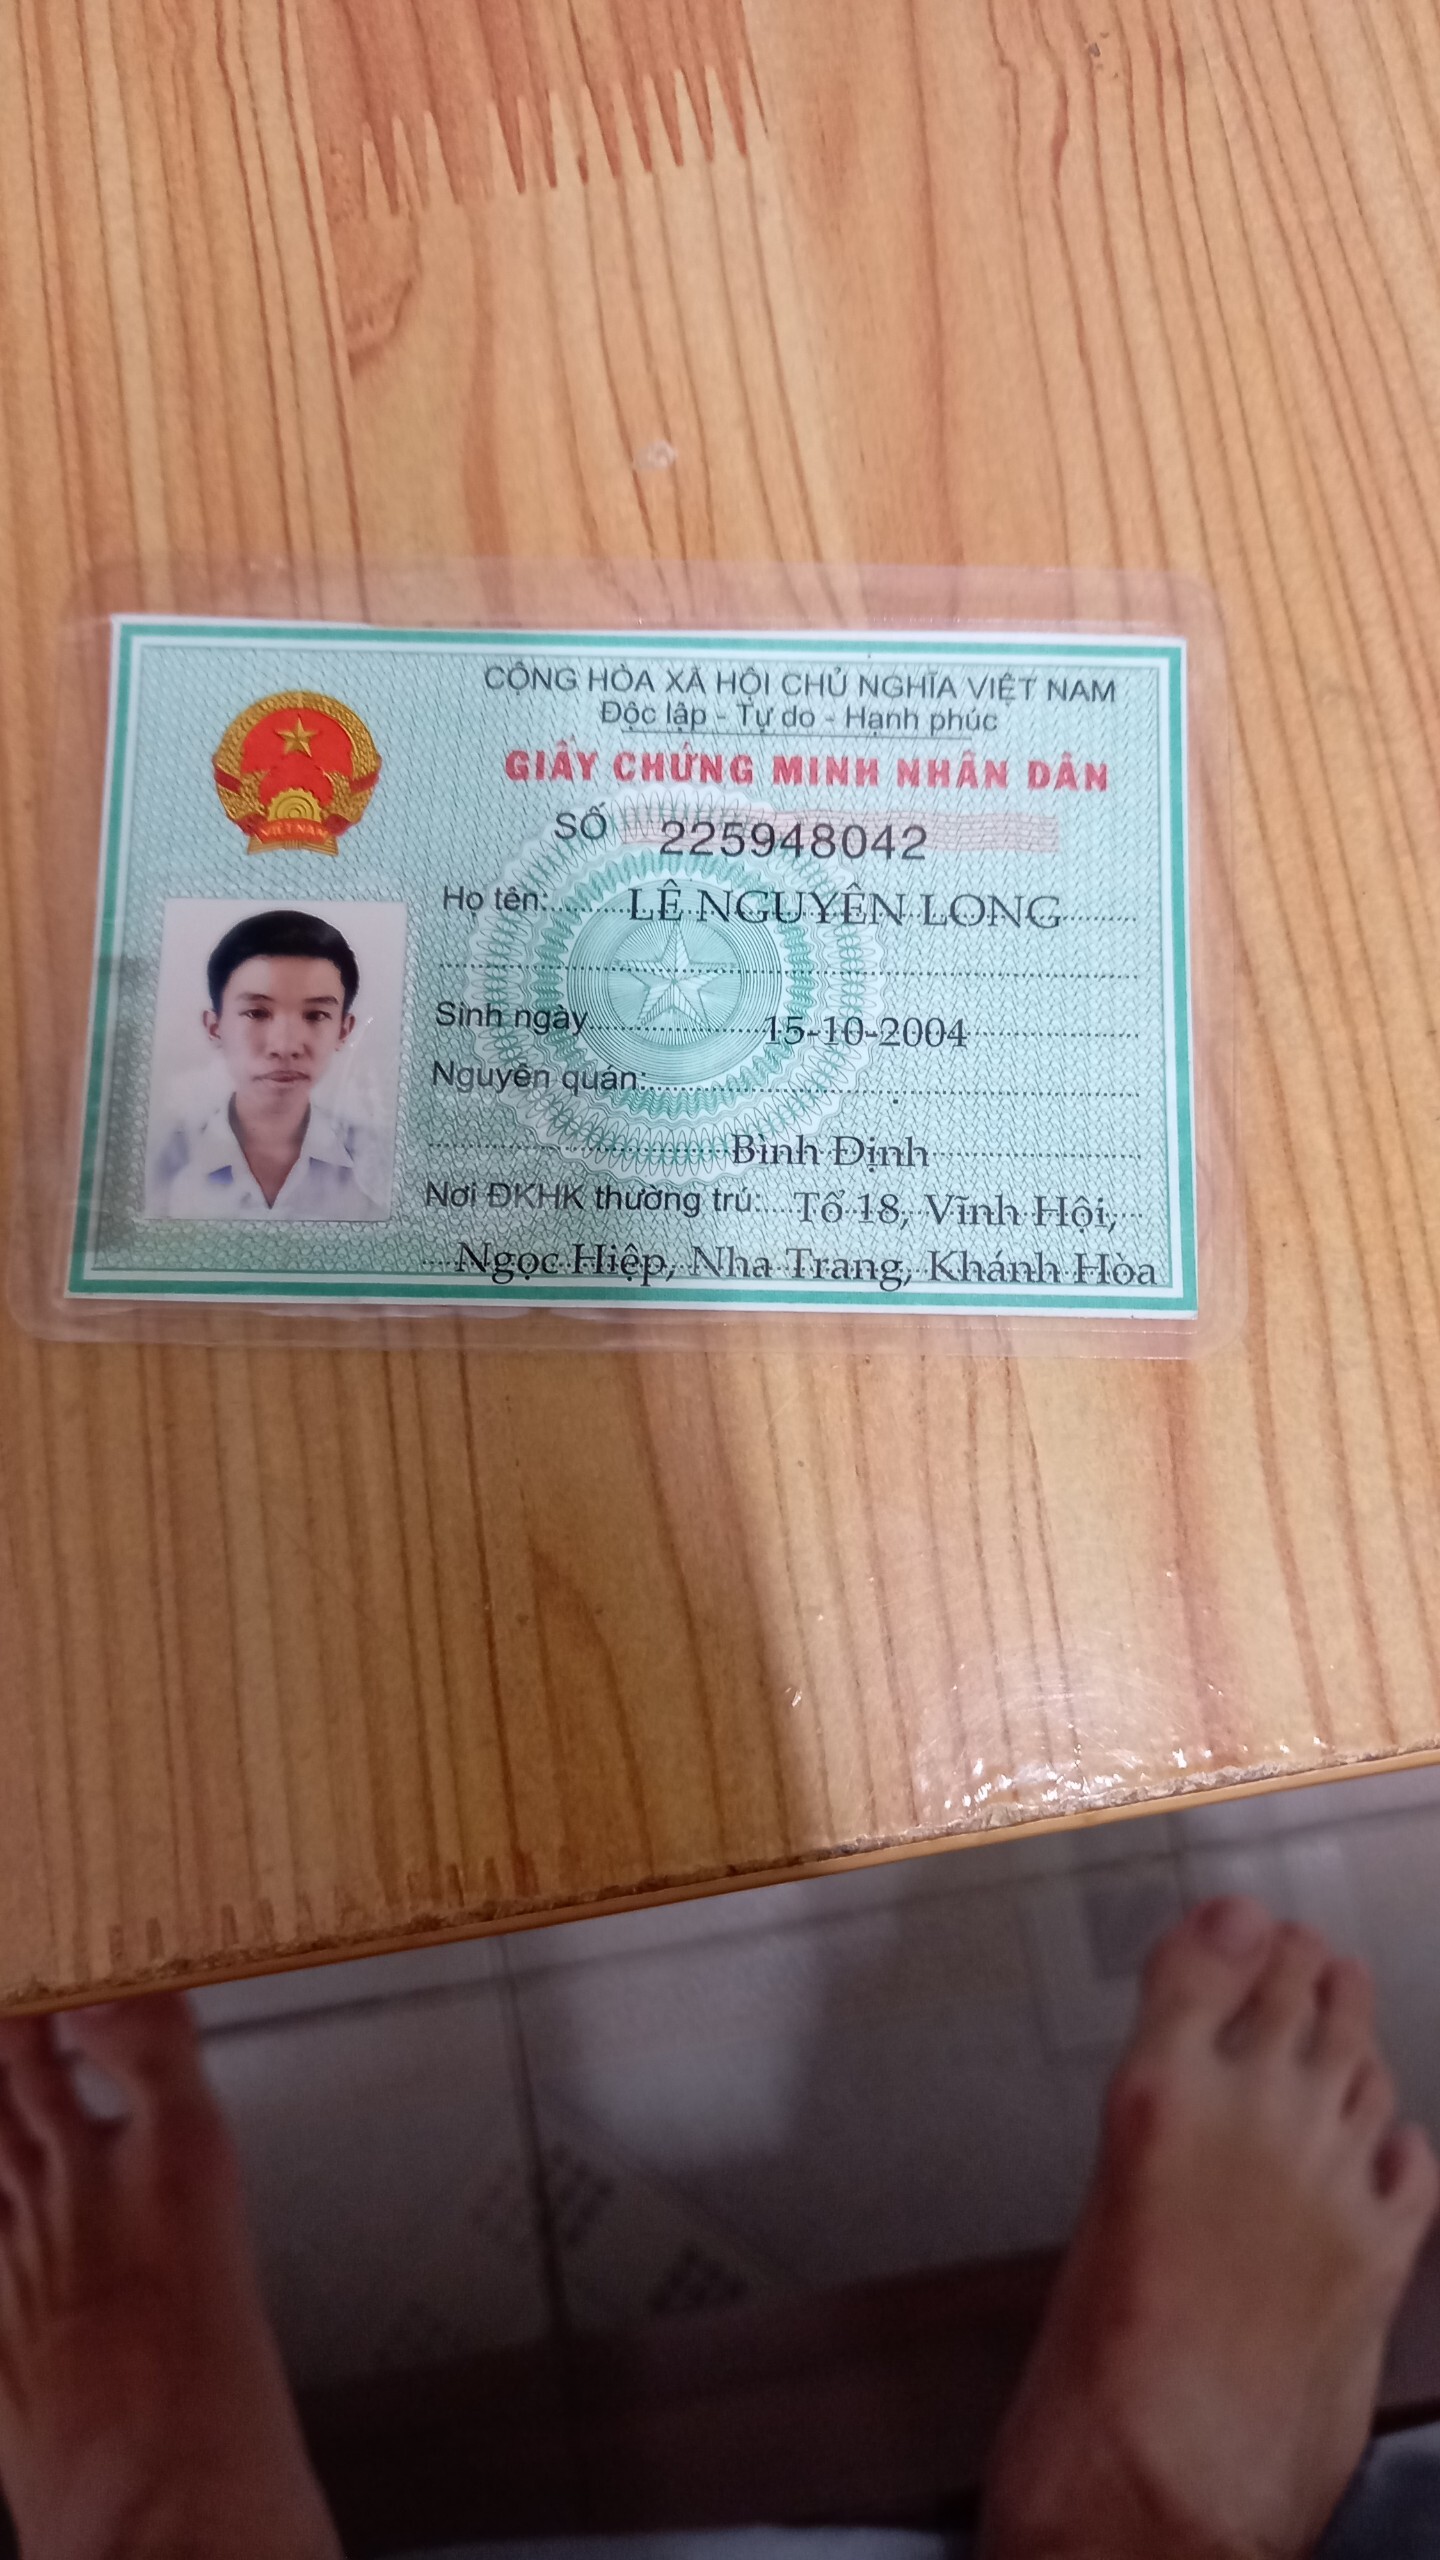 CỘNG HÒA XÃ HỘI CHỦ NGHĨA VIỆT NAM
Độc lập - Tự do - Hạnh phúc
GIẤY CHỨNG MINH NHÂN DÂN
SỐ 225948042
Họ tên: LÊ NGUYÊN LONG
Sinh ngày 15-10-2004
Nguyên quán:
Bình Định
Nơi ĐKHK thường trú: Tổ 18, Vĩnh Hội,
Ngọc Hiệp, Nha Trang, Khánh Hòa
VIỆT NAM